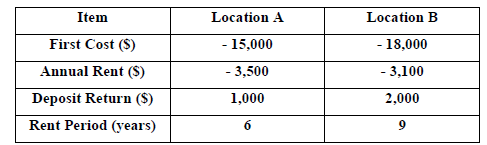 Item Location A Location B
First Cost ($) - 15,000 - 18,000
Annual Rent ($) - 3,500 - 3,100
Deposit Return ($) 1,000 2,000
Rent Period (years) 6 9